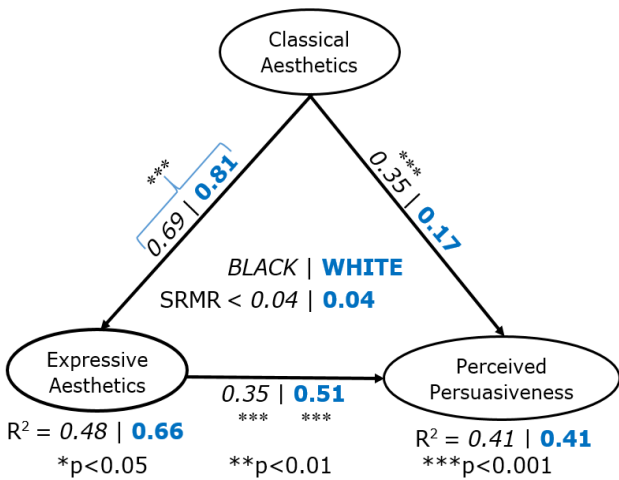 Classical
Aesthetics
***
0.69 | 0.81
***
0.35 | 0.17
BLACK | WHITE
SRMR < 0.04 | 0.04
Expressive
Aesthetics
Perceived
Persuasiveness
0.35 | 0.51
*** ***
R² = 0.48 | 0.66
R² = 0.41 | 0.41
*p<0.05 **p<0.01 ***p<0.001